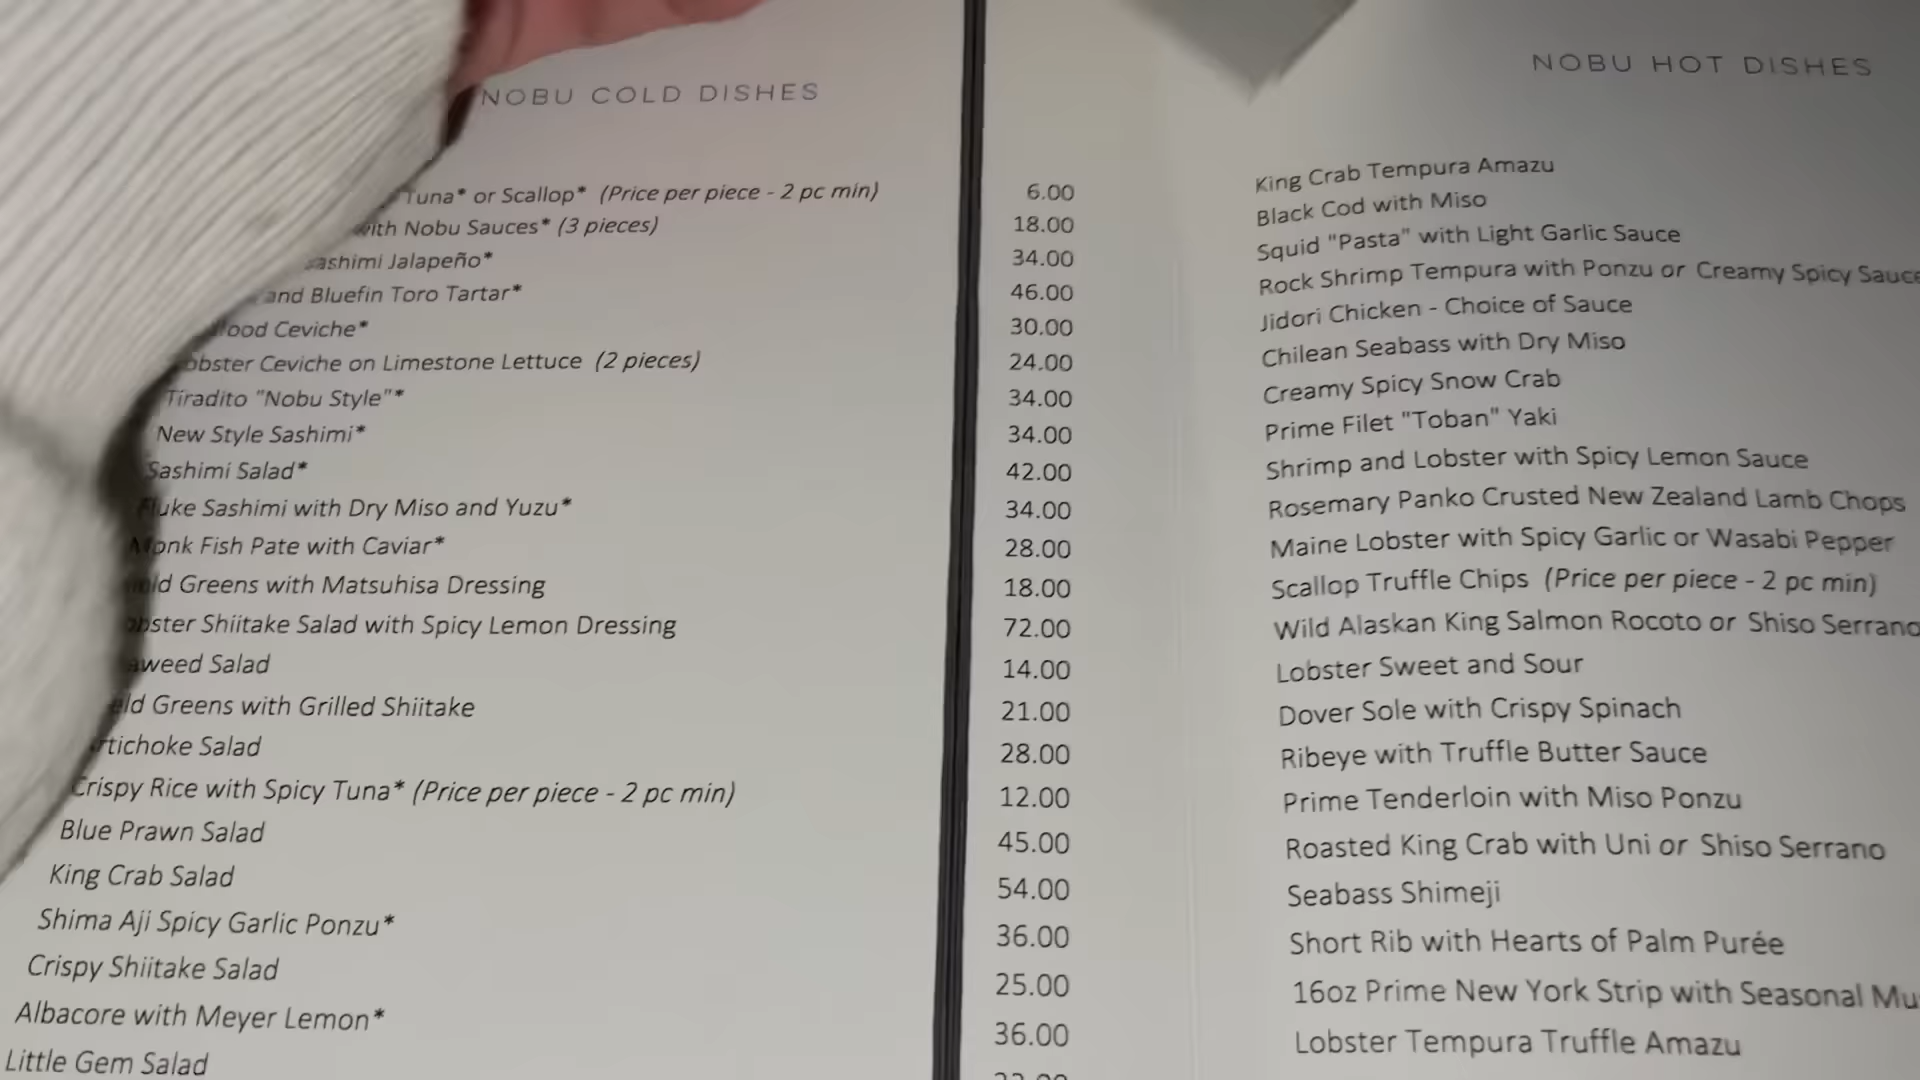 NOBU COLD DISHES
Tuna* or Scallop* (Price per piece - 2 pc min) 6.00
with Nobu Sauces* (3 pieces) 18.00
Jalapeño* 34.00
and Bluefin Toro Tartar* 46.00
Ceviche* 30.00
Ceviche on Limestone Lettuce (2 pieces) 24.00
Tiradito "Nobu Style"* 34.00
New Style Sashimi* 34.00
Sashimi Salad* 42.00
Fluke Sashimi with Dry Miso and Yuzu* 34.00
Monk Fish Pate with Caviar* 28.00
Greens with Matsuhisa Dressing 18.00
Shiitake Salad with Spicy Lemon Dressing 72.00
Salad 14.00
Greens with Grilled Shiitake 21.00
Salad 28.00
Crispy Rice with Spicy Tuna* (Price per piece - 2 pc min) 12.00
Blue Prawn Salad 45.00
King Crab Salad 54.00
Shima Aji Spicy Garlic Ponzu* 36.00
Crispy Shiitake Salad 25.00
Albacore with Meyer Lemon* 36.00
Little Gem Salad
NOBU HOT DISHES
King Crab Tempura Amazu
Black Cod with Miso
Squid "Pasta" with Light Garlic Sauce
Rock Shrimp Tempura with Ponzu or Creamy Spicy Sauce
Jidori Chicken - Choice of Sauce
Chilean Seabass with Dry Miso
Creamy Spicy Snow Crab
Prime Filet "Toban" Yaki
Shrimp and Lobster with Spicy Lemon Sauce
Rosemary Panko Crusted New Zealand Lamb Chops
Maine Lobster with Spicy Garlic or Wasabi Pepper
Scallop Truffle Chips (Price per piece - 2 pc min)
Wild Alaskan King Salmon Rocoto or Shiso Serrano
Lobster Sweet and Sour
Dover Sole with Crispy Spinach
Ribeye with Truffle Butter Sauce
Prime Tenderloin with Miso Ponzu
Roasted King Crab with Uni or Shiso Serrano
Seabass Shimeji
Short Rib with Hearts of Palm Purée
16oz Prime New York Strip with Seasonal
Lobster Tempura Truffle Amazu